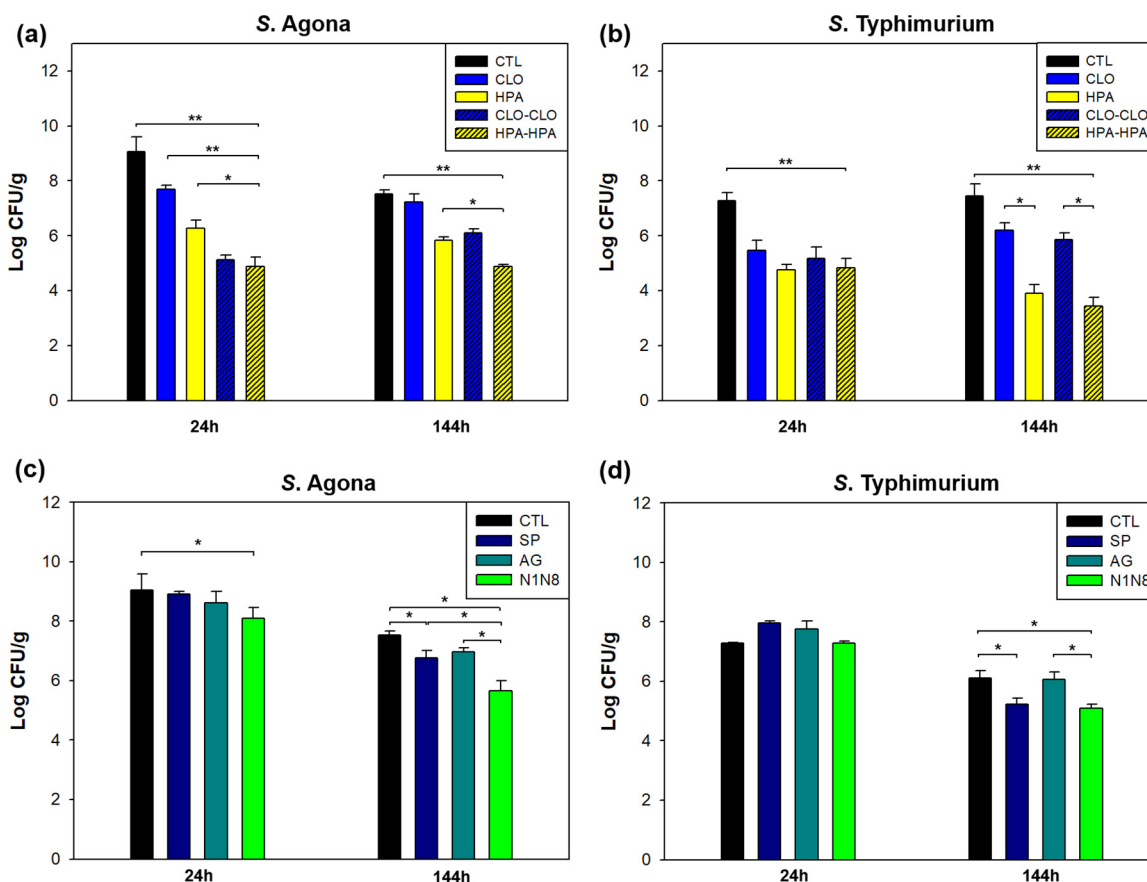 (a)
S. Agona
Log CFU/g
12
10
8
6
4
2
0
CTL
CLO
HPA
CLO-CLO
HPA-HPA
**
**
*
**
*
24h
144h
(b)
S. Typhimurium
Log CFU/g
12
10
8
6
4
2
0
CTL
CLO
HPA
CLO-CLO
HPA-HPA
**
**
*
*
24h
144h
(c)
S. Agona
Log CFU/g
12
10
8
6
4
2
0
CTL
SP
AG
N1N8
*
*
*
*
*
24h
144h
(d)
S. Typhimurium
Log CFU/g
12
10
8
6
4
2
0
CTL
SP
AG
N1N8
*
*
*
24h
144h